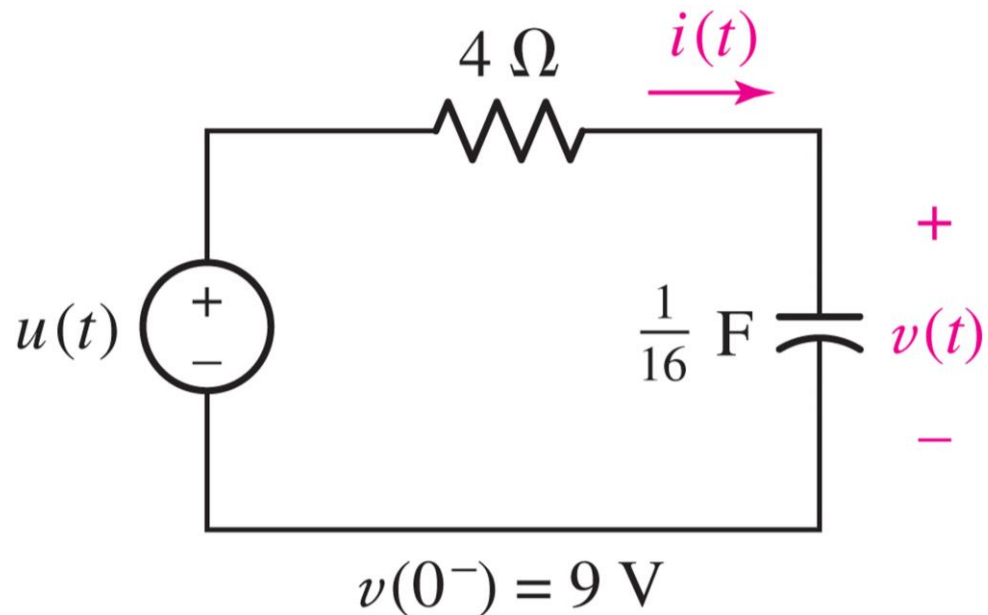 4 Ω
i(t)
+
−
u(t)
1/16 F
+
v(t)
−
v(0⁻) = 9 V